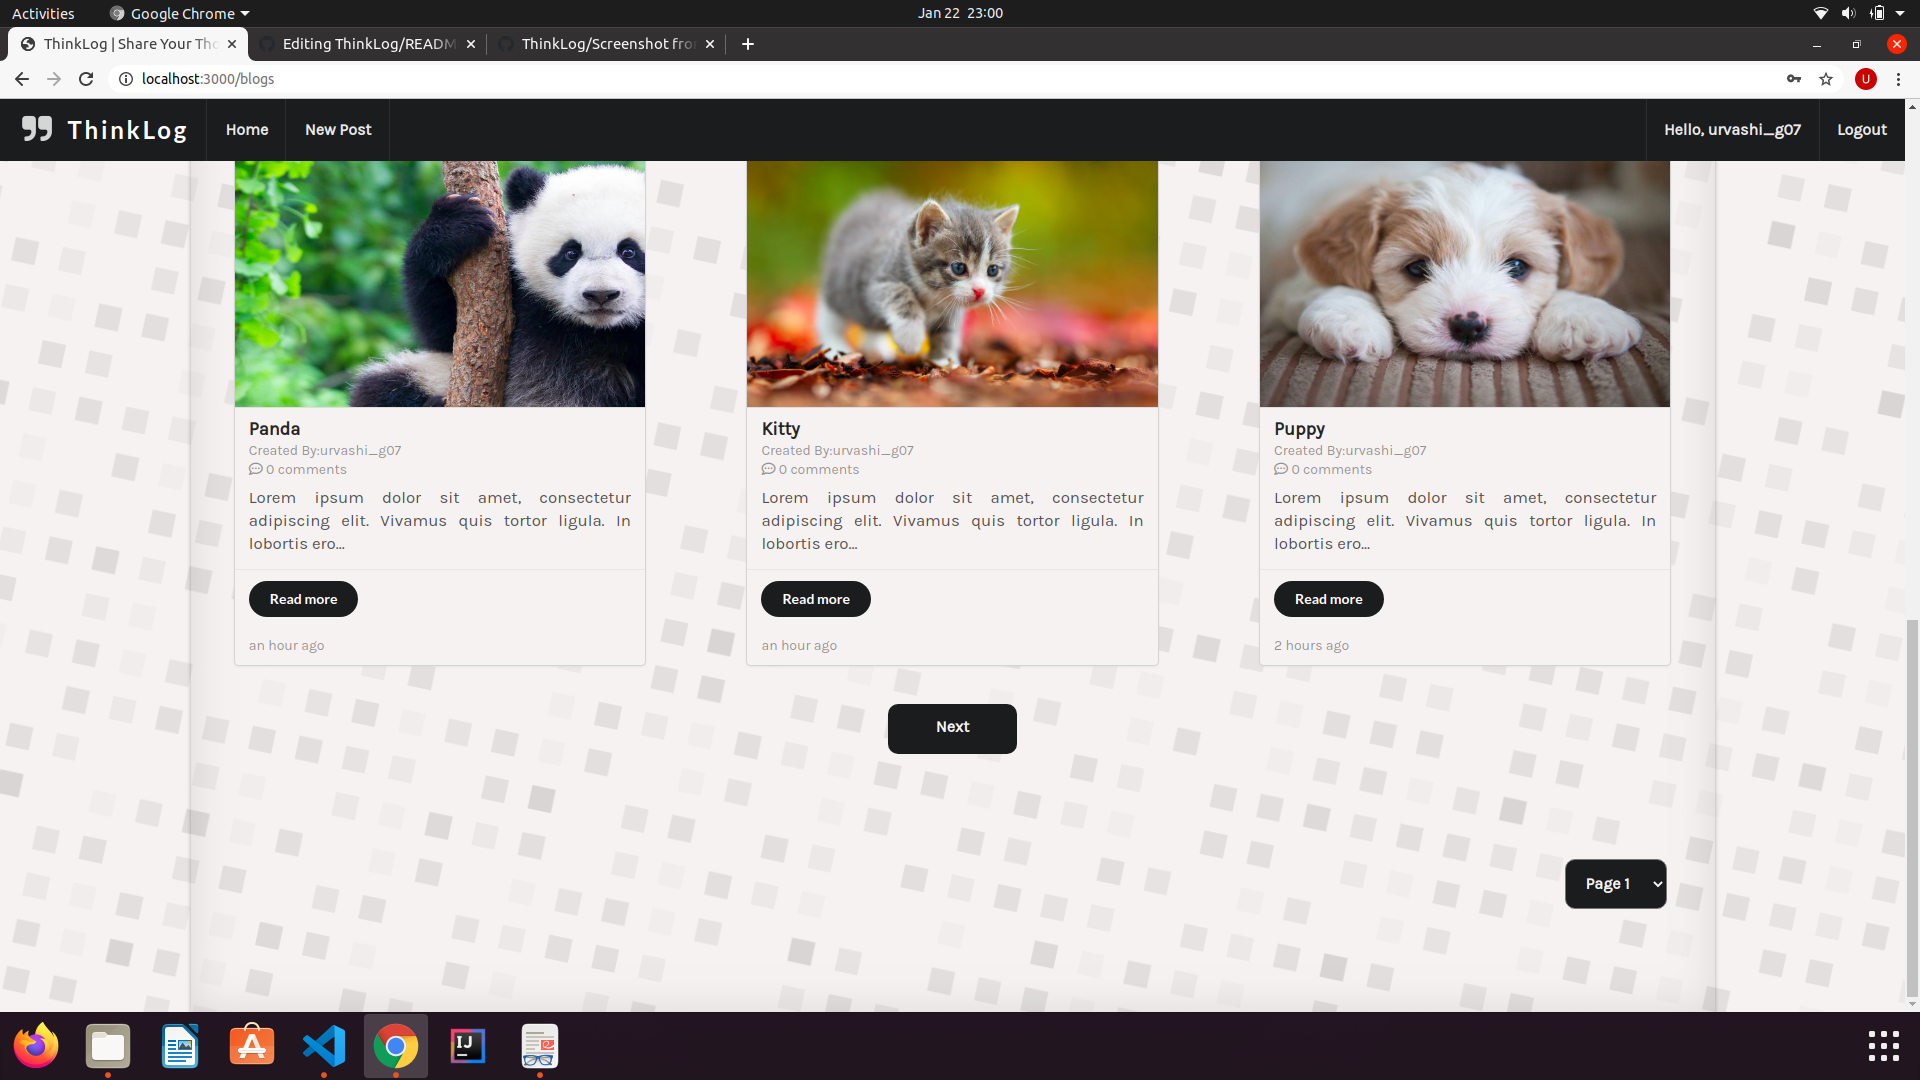 Activities
Google Chrome
Jan 22 23:00
ThinkLog | Share Your Tho
Editing ThinkLog/READM
ThinkLog/Screenshot fro
localhost:3000/blogs
U
ThinkLog
Home
New Post
Hello, urvashi_g07
Logout
Panda
Created By:urvashi_g07
0 comments
Lorem ipsum dolor sit amet, consectetur
adipiscing elit. Vivamus quis tortor ligula. In
lobortis ero...
Read more
an hour ago
Kitty
Created By:urvashi_g07
0 comments
Lorem ipsum dolor sit amet, consectetur
adipiscing elit. Vivamus quis tortor ligula. In
lobortis ero...
Read more
an hour ago
Puppy
Created By:urvashi_g07
0 comments
Lorem ipsum dolor sit amet, consectetur
adipiscing elit. Vivamus quis tortor ligula. In
lobortis ero...
Read more
2 hours ago
Next
Page 1
IJ